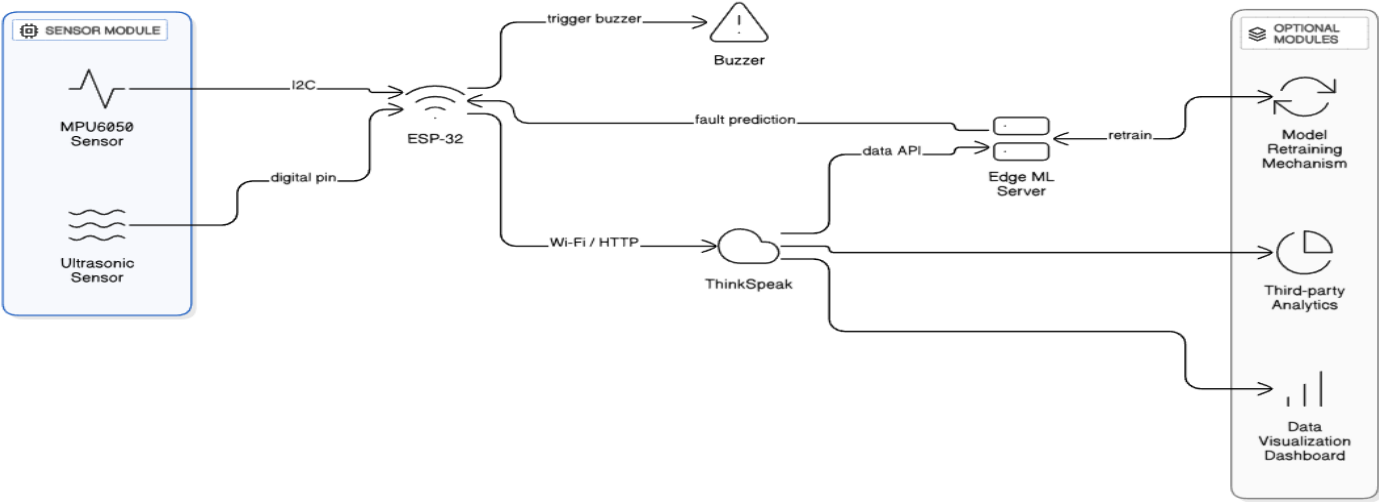 SENSOR MODULE
MPU6050
Sensor
Ultrasonic
Sensor
I2C
digital pin
ESP-32
trigger buzzer
Buzzer
fault prediction
data API
Edge ML
Server
retrain
Wi-Fi / HTTP
ThinkSpeak
OPTIONAL
MODULES
Model
Retraining
Mechanism
Third-party
Analytics
Data
Visualization
Dashboard